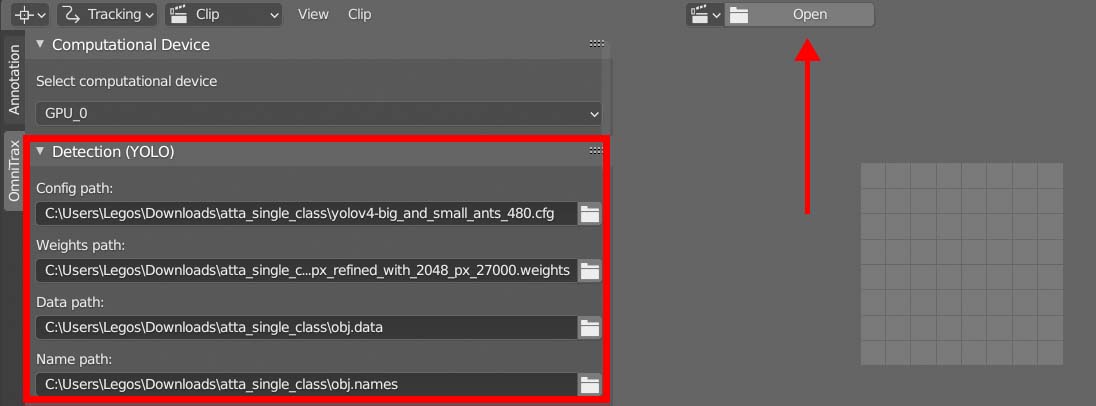 Tracking Clip View Clip Open
Annotation
OmniTrax
Computational Device
Select computational device
GPU_0
Detection (YOLO)
Config path:
C:\Users\Legos\Downloads\atta_single_class\yolov4-big_and_small_ants_480.cfg
Weights path:
C:\Users\Legos\Downloads\atta_single_c...px_refined_with_2048_px_27000.weights
Data path:
C:\Users\Legos\Downloads\atta_single_class\obj.data
Name path:
C:\Users\Legos\Downloads\atta_single_class\obj.names